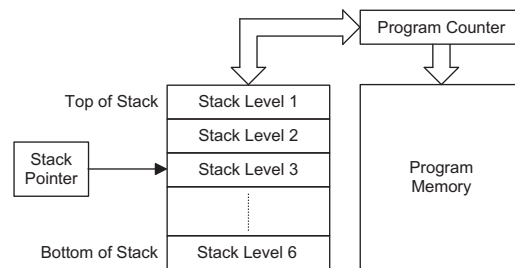 Program Counter
Top of Stack
Stack Level 1
Stack Level 2
Stack Pointer
Stack Level 3
Program Memory
Bottom of Stack
Stack Level 6